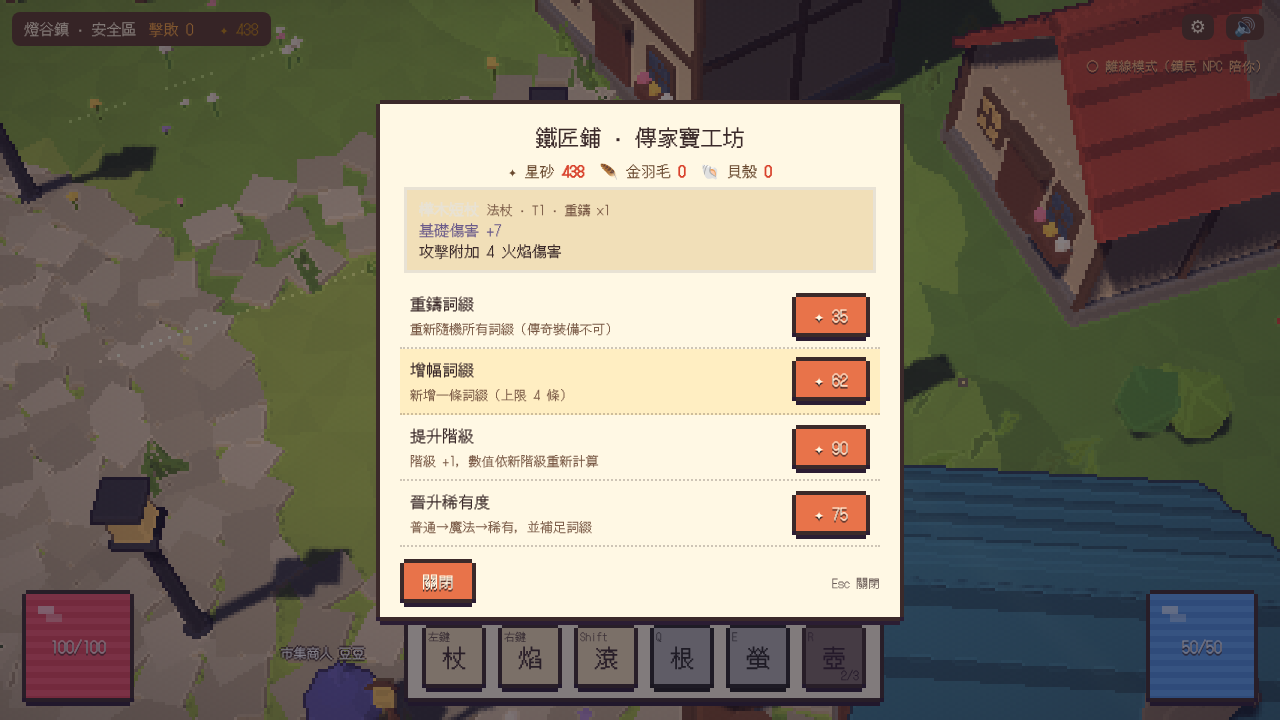 燈谷鎮 · 安全區 擊敗 0 ✦ 438
○ 離線模式（鎮民 NPC 陪你）
鐵匠鋪 · 傳家寶工坊
✦ 星砂 438 金羽毛 0 貝殼 0
法杖 · T1 · 重鑄 ×1
基礎傷害 +7
攻擊附加 4 火焰傷害
重鑄詞綴
重新隨機所有詞綴（傳奇裝備不可）
✦ 35
增幅詞綴
新增一條詞綴（上限 4 條）
✦ 62
提升階級
階級 +1，數值依新階級重新計算
✦ 90
晉升稀有度
普通→魔法→稀有，並補足詞綴
✦ 75
關閉
Esc 關閉
100/100
市集商人 豆豆
左鍵 杖
右鍵 焰
Shift 滾
Q 根
E 螢
R 壺 2/3
50/50